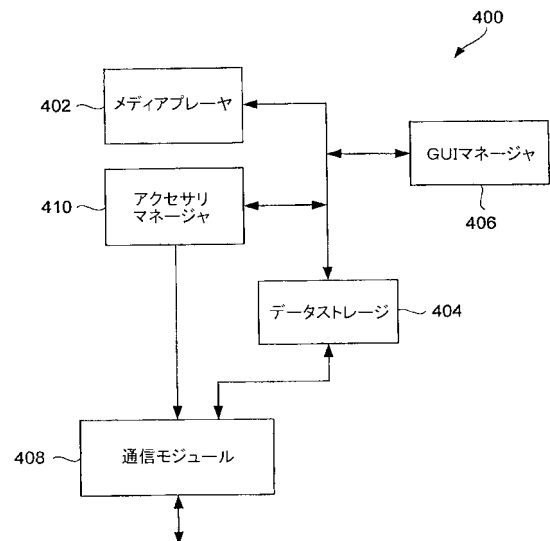 400
402
メディアプレーヤ
GUIマネージャ
406
410
アクセサリ
マネージャ
データストレージ
404
408
通信モジュール